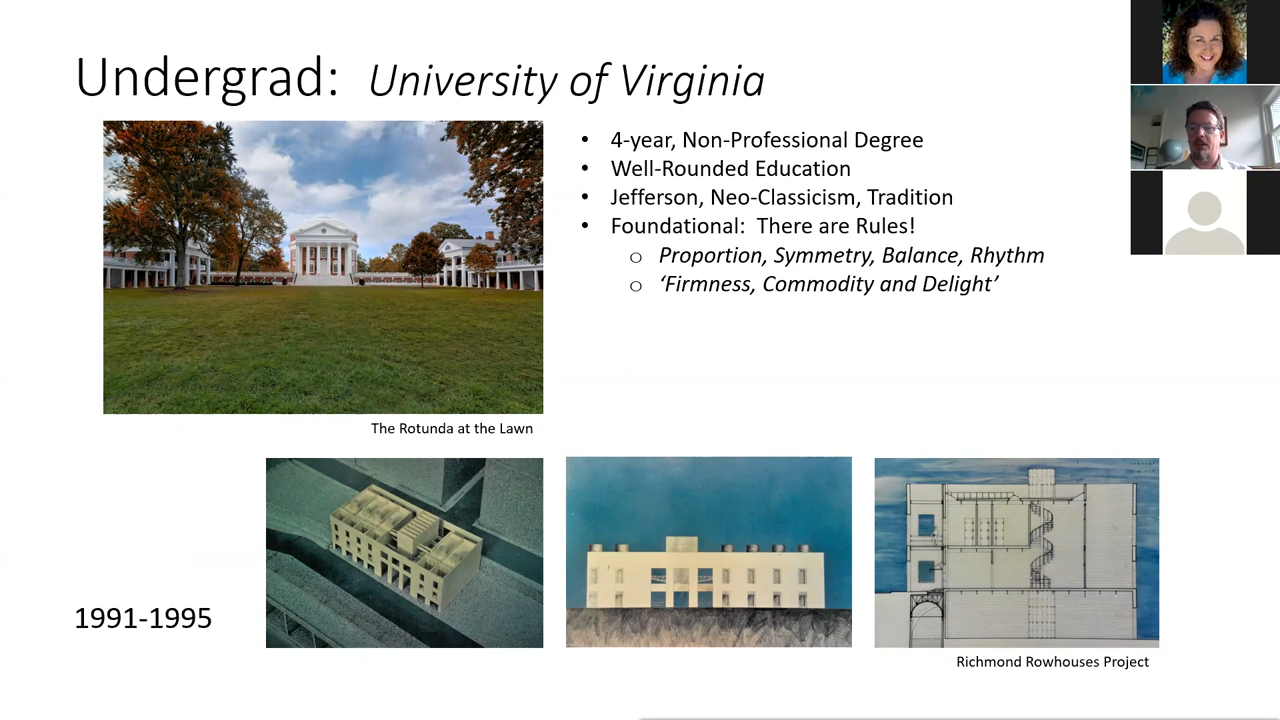 Undergrad: University of Virginia
• 4-year, Non-Professional Degree
• Well-Rounded Education
• Jefferson, Neo-Classicism, Tradition
• Foundational: There are Rules!
○ Proportion, Symmetry, Balance, Rhythm
○ ‘Firmness, Commodity and Delight’
The Rotunda at the Lawn
1991-1995
Richmond Rowhouses Project